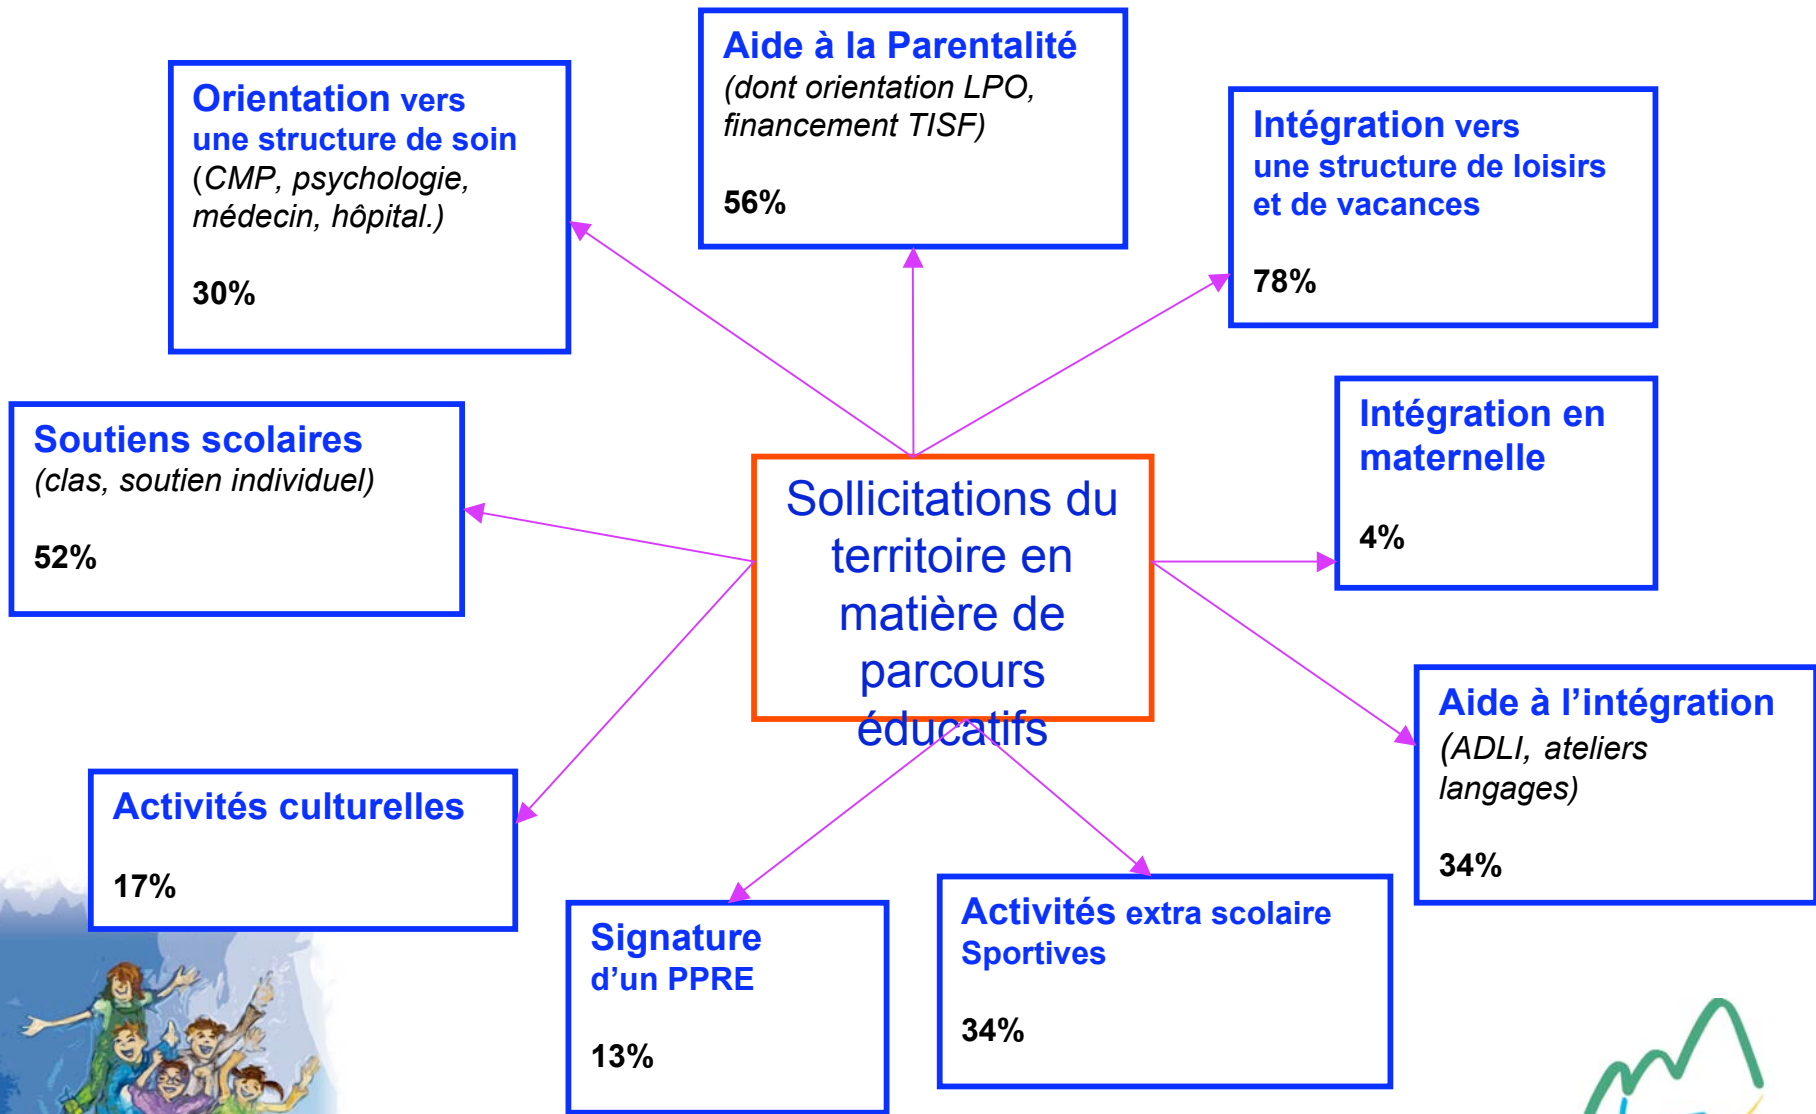 Aide à la Parentalité
(dont orientation LPO,
financement TISF)
56%
Orientation vers
une structure de soin
(CMP, psychologie,
médecin, hôpital.)
30%
Intégration vers
une structure de loisirs
et de vacances
78%
Soutiens scolaires
(clas, soutien individuel)
52%
Intégration en
maternelle
4%
Sollicitations du
territoire en
matière de
parcours
éducatifs
Aide à l’intégration
(ADLI, ateliers
langages)
34%
Activités culturelles
17%
Signature
d’un PPRE
13%
Activités extra scolaire
Sportives
34%